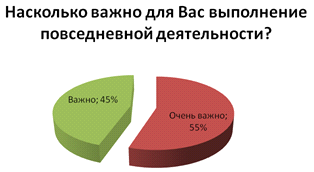 Насколько важно для Вас выполнение
повседневной деятельности?
Важно; 45%
Очень важно;
55%